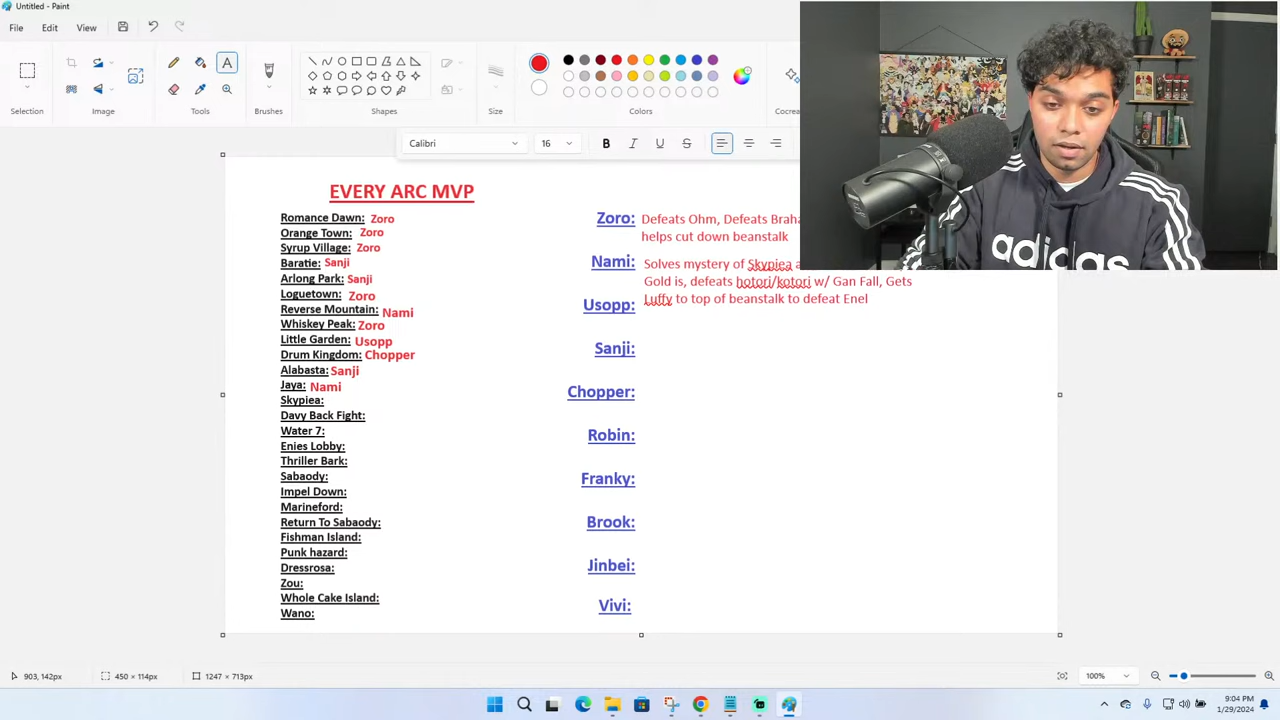 Untitled - Paint
File Edit View
Selection
Image
Tools
Brushes
Shapes
Size
Colors
Cocrea
Calibri 16
EVERY ARC MVP
Romance Dawn: Zoro
Orange Town: Zoro
Syrup Village: Zoro
Baratie: Sanji
Arlong Park: Sanji
Loguetown: Zoro
Reverse Mountain: Nami
Whiskey Peak: Zoro
Little Garden: Usopp
Drum Kingdom: Chopper
Alabasta: Sanji
Jaya: Nami
Skypiea:
Davy Back Fight:
Water 7:
Enies Lobby:
Thriller Bark:
Sabaody:
Impel Down:
Marineford:
Return To Sabaody:
Fishman Island:
Punk hazard:
Dressrosa:
Zou:
Whole Cake Island:
Wano:
Zoro: Defeats Ohm, Defeats Braha
helps cut down beanstalk
Nami: Solves mystery of Skypiea a
Gold is, defeats hotori/kotori w/ Gan Fall, Gets
Luffy to top of beanstalk to defeat Enel
Usopp:
Sanji:
Chopper:
Robin:
Franky:
Brook:
Jinbei:
Vivi:
adidas
903, 142px
450 × 114px
1247 × 713px
100%
9:04 PM
1/29/2024